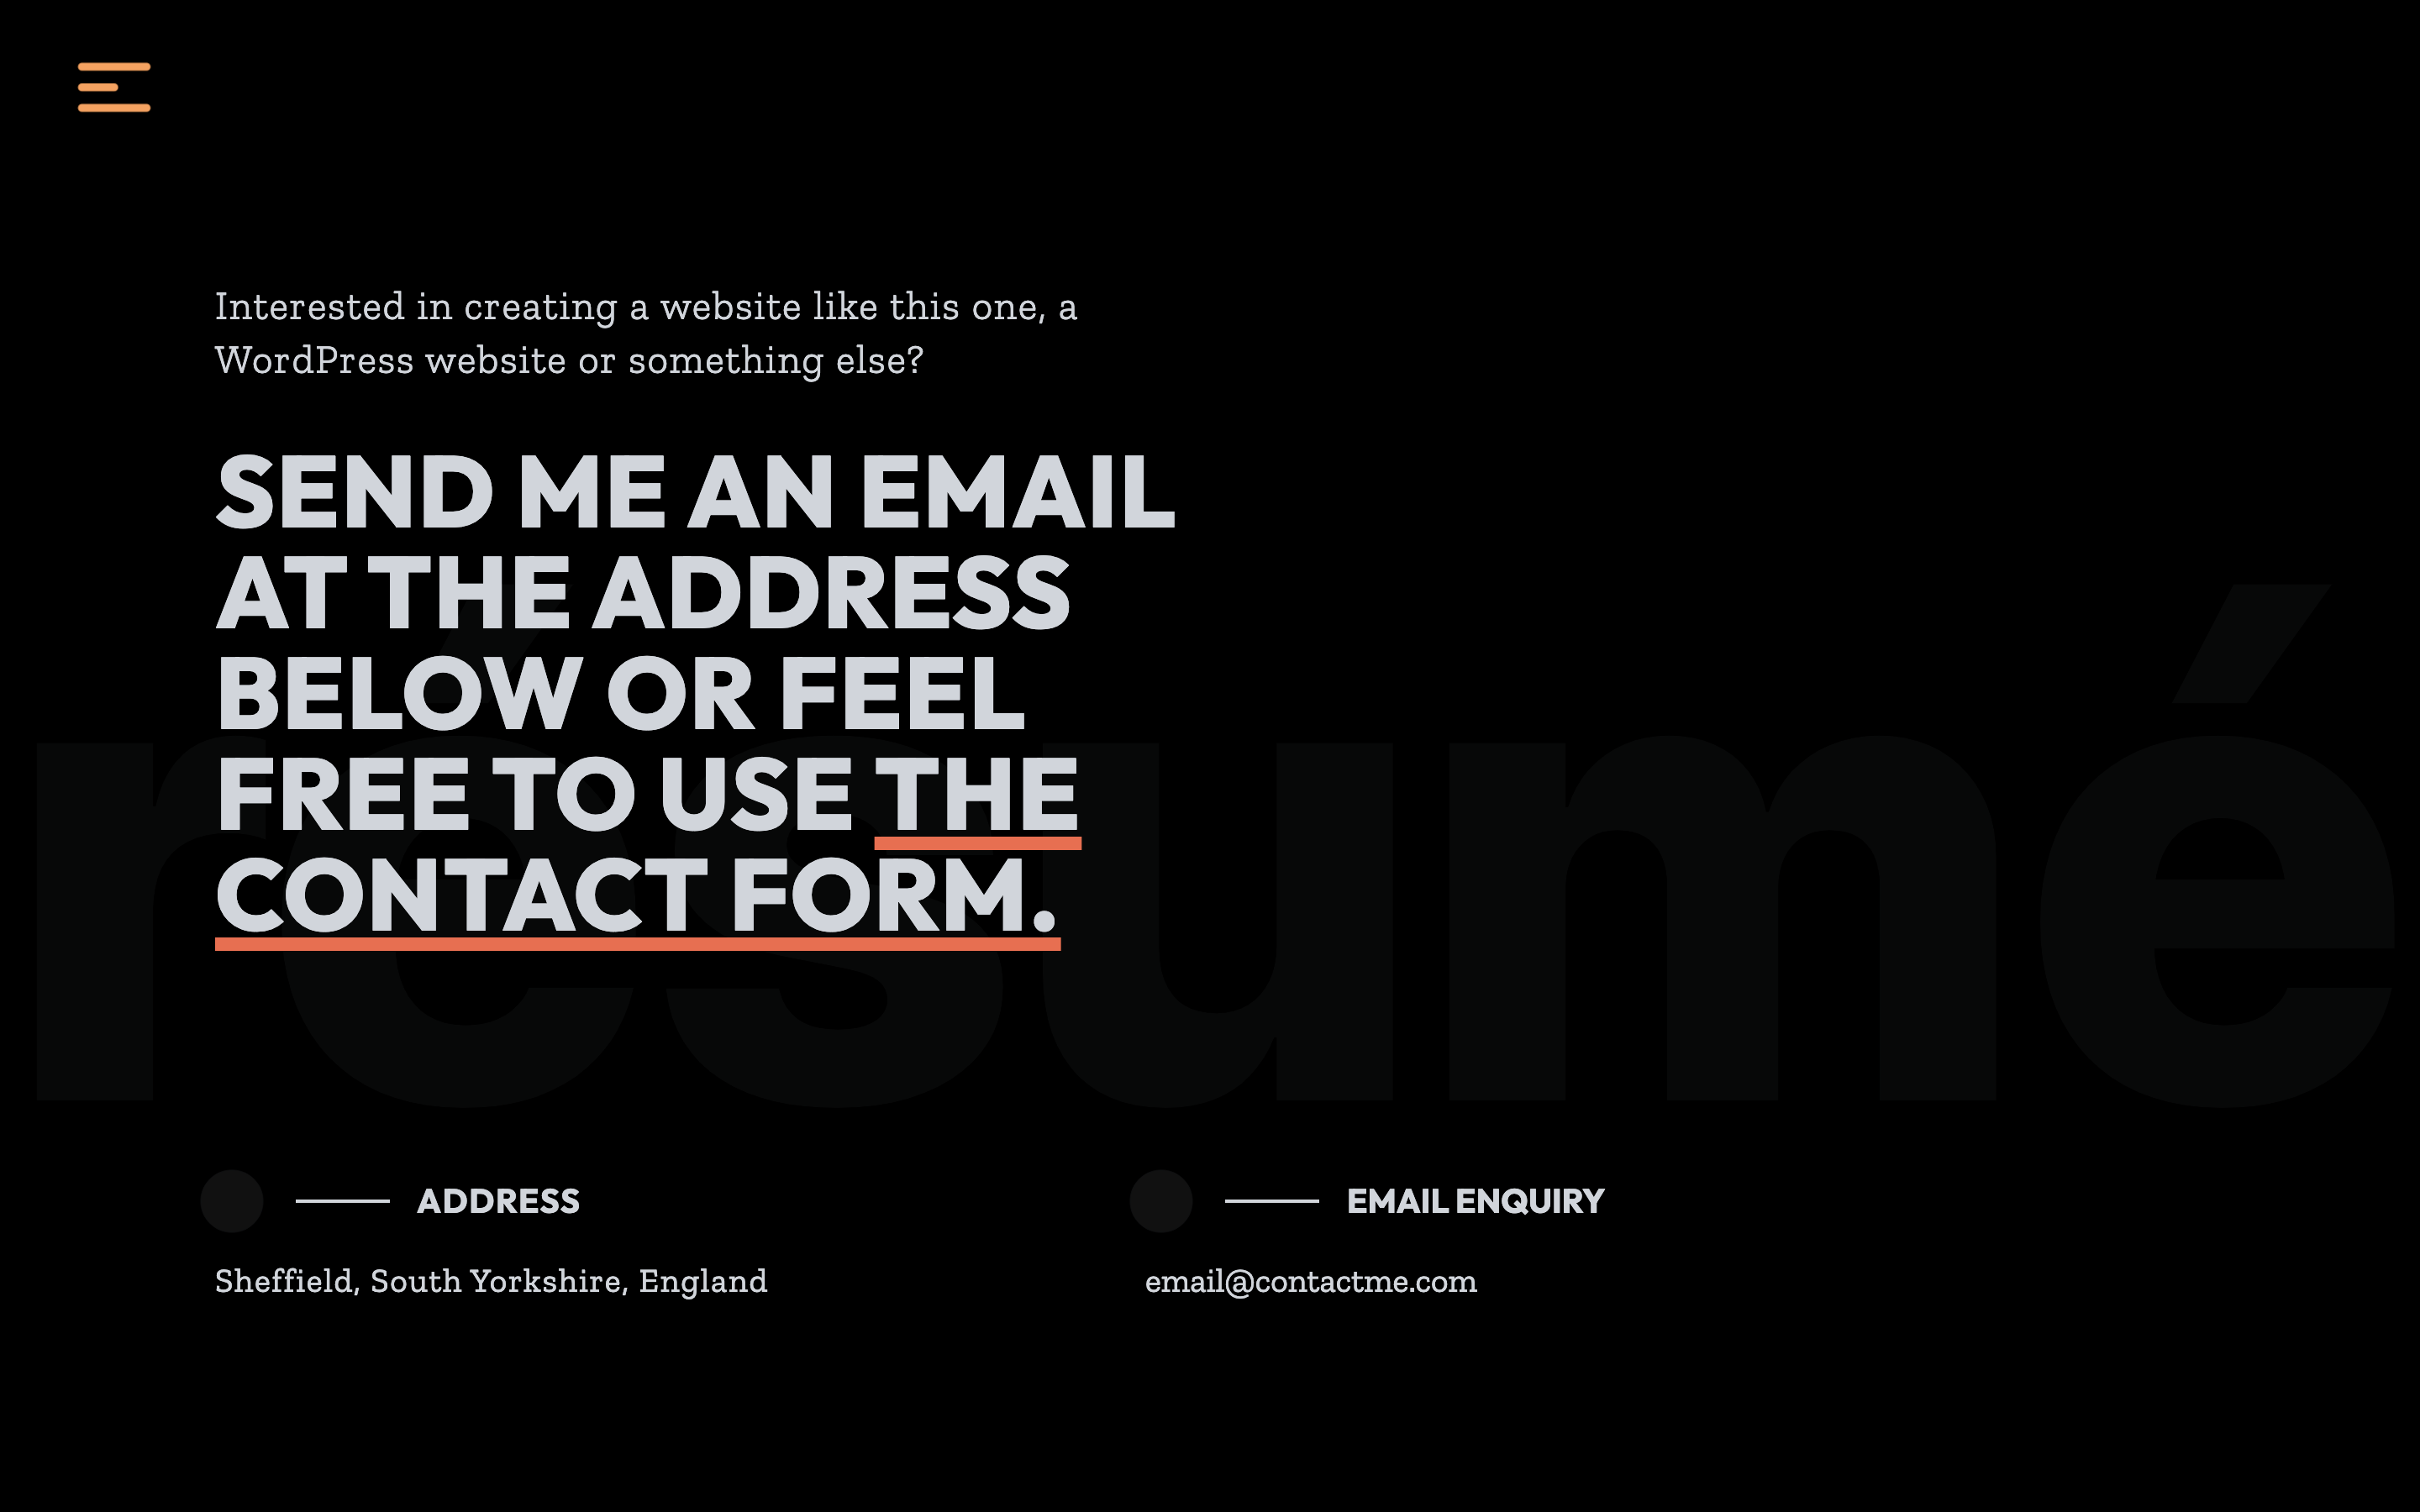 Interested in creating a website like this one, a
WordPress website or something else?
SEND ME AN EMAIL
AT THE ADDRESS
BELOW OR FEEL
FREE TO USE THE
CONTACT FORM.
résumé
ADDRESS
Sheffield, South Yorkshire, England
EMAIL ENQUIRY
email@contactme.com